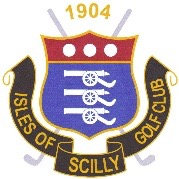 1904
ISLES OF
SCILLY
GOLF CLUB